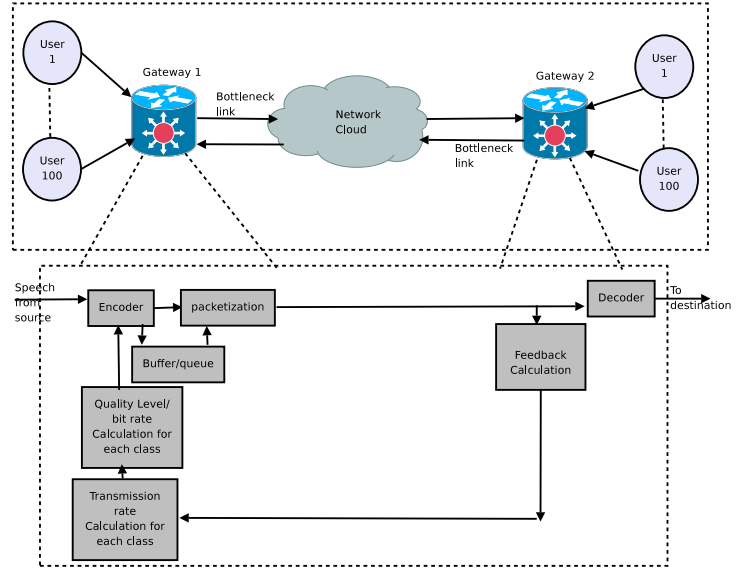 User
1
User
100
Gateway 1
Bottleneck
link
Network
Cloud
Gateway 2
Bottleneck
link
User
1
User
100
Speech
from
source
Encoder
packetization
Buffer/queue
Quality Level/
bit rate
Calculation for
each class
Transmission
rate
Calculation for
each class
Feedback
Calculation
Decoder
To
destination